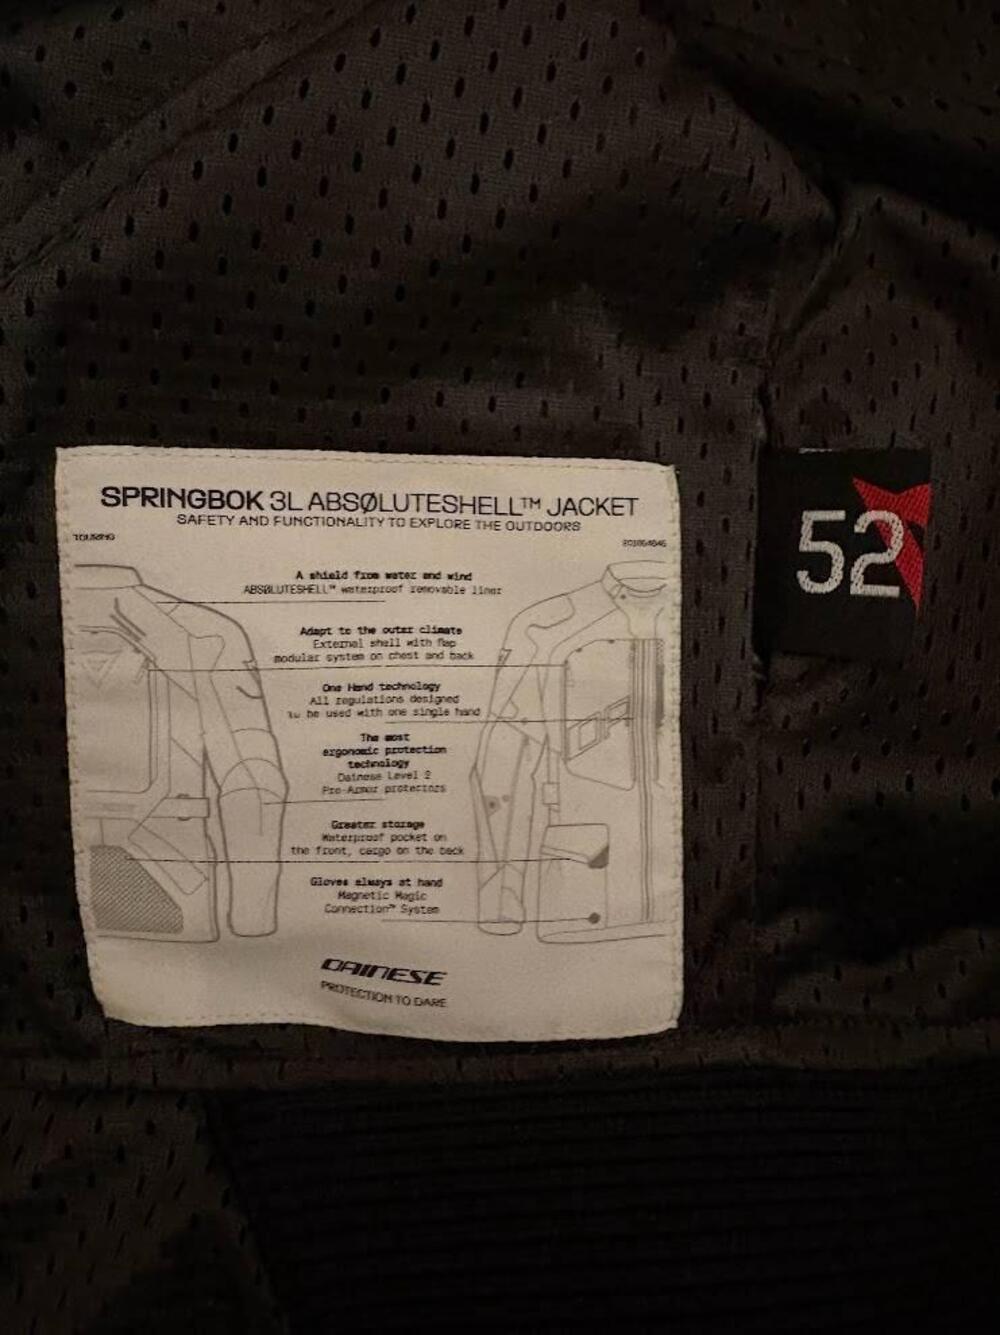 SPRINGBOK 3L ABSØLUTESHELL™ JACKET
SAFETY AND FUNCTIONALITY TO EXPLORE THE OUTDOORS
TOURING
A shield from water and wind
ABSØLUTESHELL™ waterproof removable liner
Adapt to the outer climate
External shell with flap
modular system on chest and back
One Hand technology
All regulations designed
to be used with one single hand
The most
ergonomic protection
technology
Dainese Level 2
Pro-Armor protectors
Greater storage
Waterproof pocket on
the front, cargo on the back
Gloves always at hand
Magnetic Magic
Connection™ System
DAINESE
PROTECTION TO DARE
52